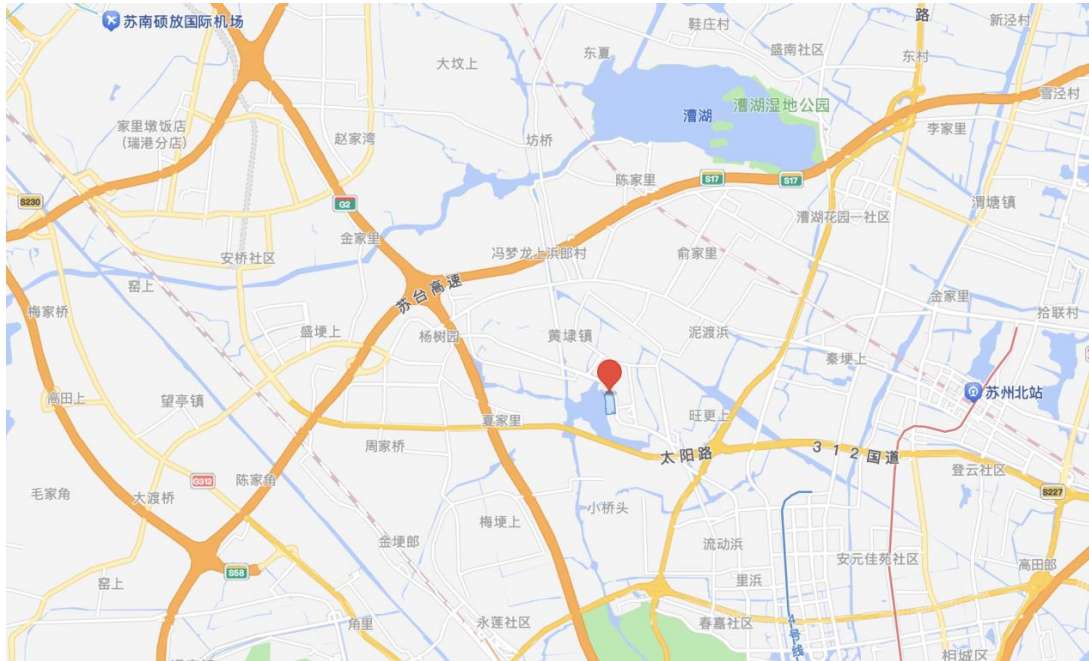 苏南硕放国际机场
鞋庄村
路
新泾村
东夏
盛南社区
大坟上
东村
雪泾村
漕湖湿地公园
漕湖
家里墩饭店
(瑞港分店)
赵家湾
坊桥
李家里
陈家里
S17
S17
S230
G2
渭塘镇
漕湖花园一社区
金家里
安桥社区
冯梦龙上浜郎村
俞家里
窑上
苏台高速
金家里
梅家桥
拾联村
盛埂上
杨树园
黄埭镇
泥渡浜
秦埂上
苏州北站
高田上
望亭镇
夏家里
旺更上
周家桥
太阳路
312国道
登云社区
G312
陈家角
毛家角
大渡桥
S227
小桥头
梅埂上
金埂郎
流动浜
安元佳苑社区
高田郎
S58
窑上
里浜
角里
永莲社区
春嘉社区
4号线
相城区